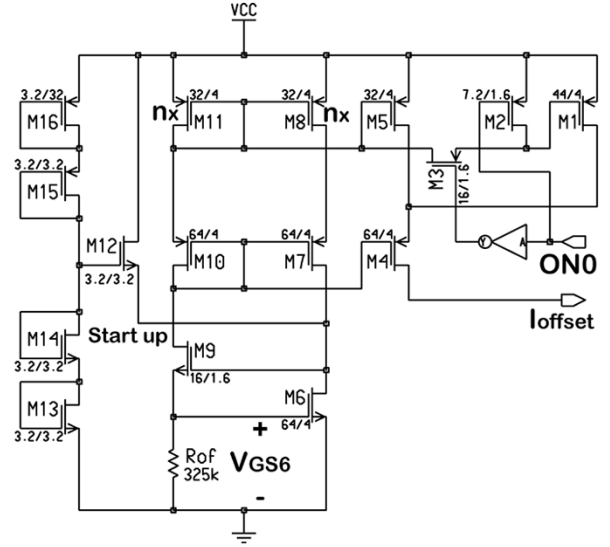 VCC
3.2/32 32/4 32/4 32/4 7.2/1.6 44/4
M16 nx M11 M8 nx M5 M2 M1
3.2/3.2
M15 M3 16/1.6
64/4 64/4 64/4 Y A
M12 M10 M7 M4 ON0
3.2/3.2
Ioffset
Start up
M14 M9
3.2/3.2 16/1.6
M13 M6
3.2/3.2 + 64/4
Rof VGS6
325k
-